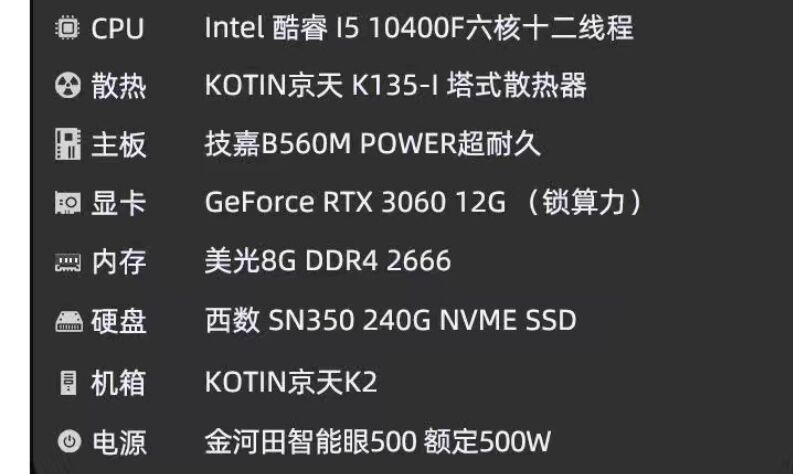 CPU Intel 酷睿 I5 10400F六核十二线程
散热 KOTIN京天 K135-I 塔式散热器
主板 技嘉B560M POWER超耐久
显卡 GeForce RTX 3060 12G （锁算力）
内存 美光8G DDR4 2666
硬盘 西数 SN350 240G NVME SSD
机箱 KOTIN京天K2
电源 金河田智能眼500 额定500W